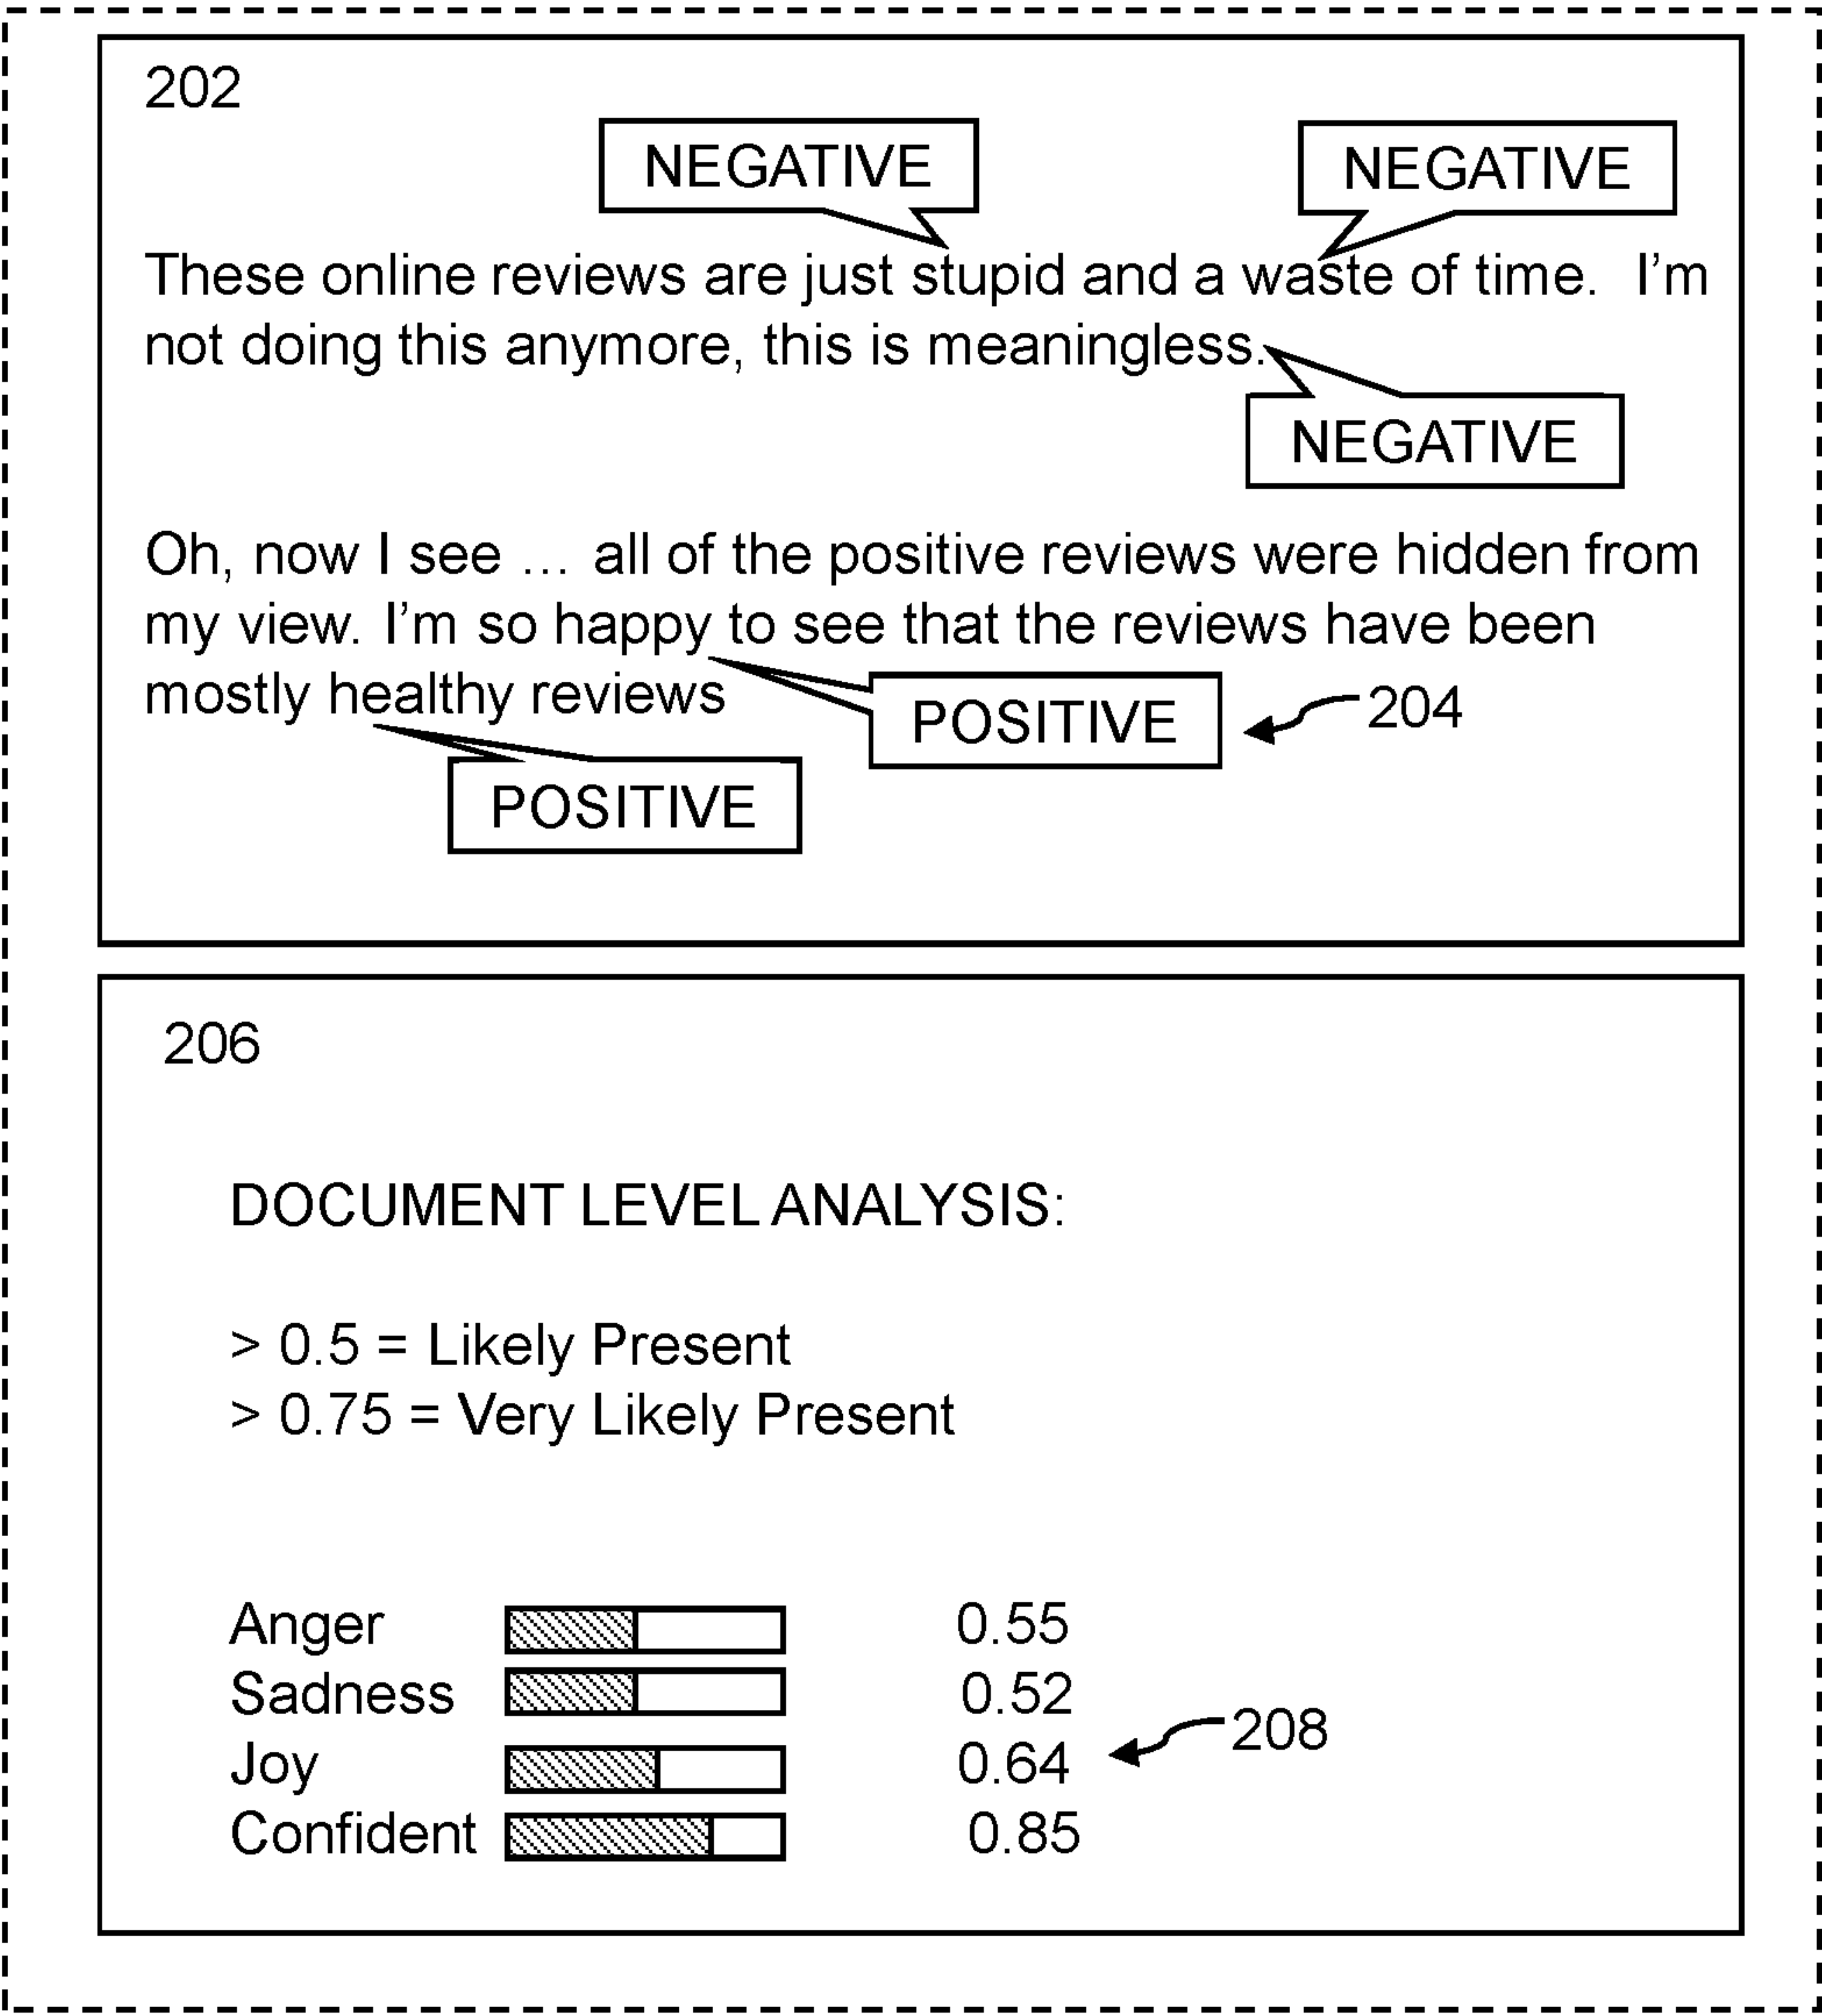 202
NEGATIVE NEGATIVE
These online reviews are just stupid and a waste of time. I'm
not doing this anymore, this is meaningless.
NEGATIVE
Oh, now I see ... all of the positive reviews were hidden from
my view. I'm so happy to see that the reviews have been
mostly healthy reviews
POSITIVE 204
POSITIVE
206
DOCUMENT LEVEL ANALYSIS:
> 0.5 = Likely Present
> 0.75 = Very Likely Present
Anger 0.55
Sadness 0.52
208
Joy 0.64
Confident 0.85